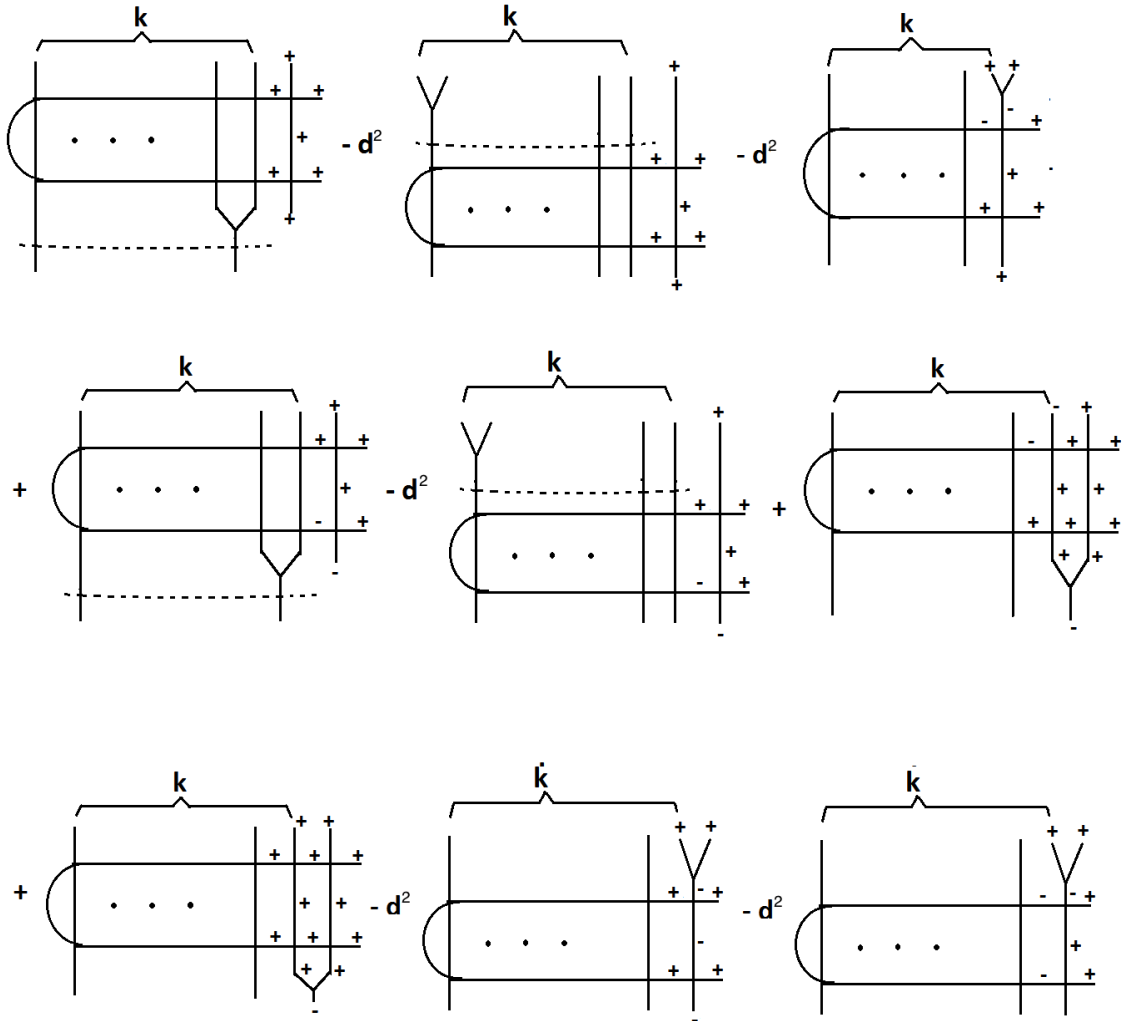 k k k
+ + + +
+ +
-
- +
+ - d² + - d² +
+ + + +
+ + +
+ + +
+ + +
k k k
+ + - +
+ + - + +
+ + - d² + + +
+ +
- + + + +
+ + +
- - +
- -
k k k
+ + + + + +
+ + + + - + - - +
+ + + - d² - d²
+ + + - +
+ + + + - +
- -